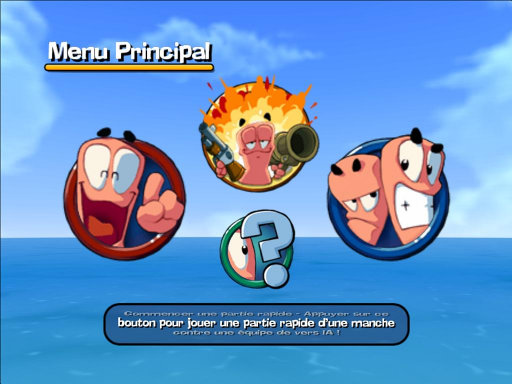 Menu Principal
?
Commencer une partie rapide - Appuyer sur ce
bouton pour jouer une partie rapide d'une manche
contre une équipe de vers IA !